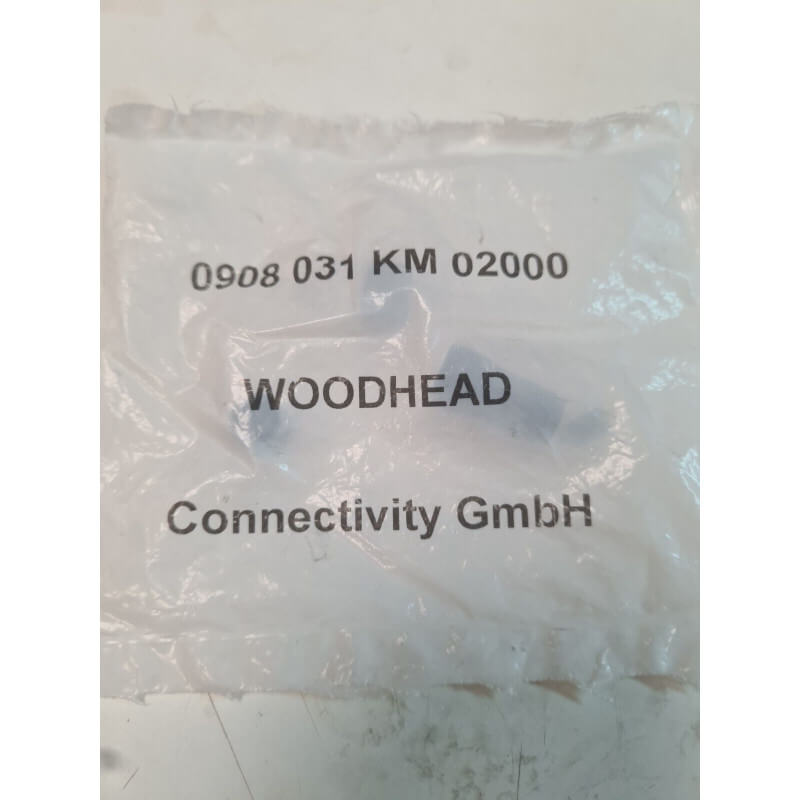 0908 031 KM 02000
WOODHEAD
Connectivity GmbH